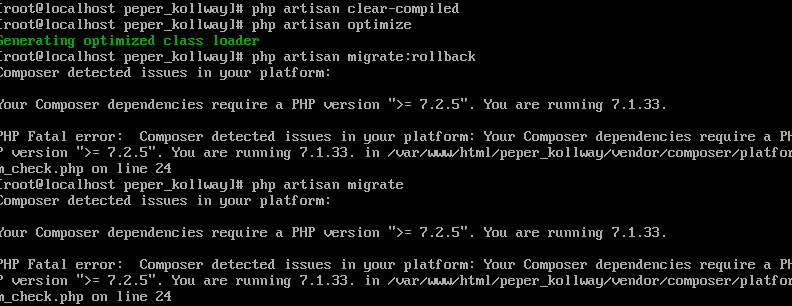 [root@localhost peper_kollway]# php artisan clear-compiled
[root@localhost peper_kollway]# php artisan optimize
Generating optimized class loader
[root@localhost peper_kollway]# php artisan migrate:rollback
Composer detected issues in your platform:
Your Composer dependencies require a PHP version ">= 7.2.5". You are running 7.1.33.
PHP Fatal error:  Composer detected issues in your platform: Your Composer dependencies require a PH
P version ">= 7.2.5". You are running 7.1.33. in /var/www/html/peper_kollway/vendor/composer/platfor
m_check.php on line 24
[root@localhost peper_kollway]# php artisan migrate
Composer detected issues in your platform:
Your Composer dependencies require a PHP version ">= 7.2.5". You are running 7.1.33.
PHP Fatal error:  Composer detected issues in your platform: Your Composer dependencies require a PH
P version ">= 7.2.5". You are running 7.1.33. in /var/www/html/peper_kollway/vendor/composer/platfor
m_check.php on line 24